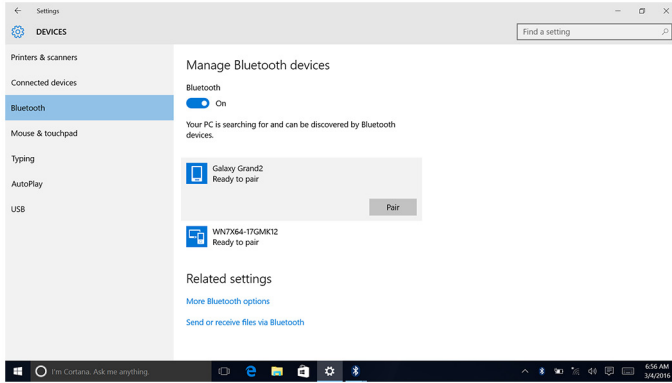 Settings
DEVICES
Find a setting
Printers & scanners
Connected devices
Bluetooth
Mouse & touchpad
Typing
AutoPlay
USB
Manage Bluetooth devices
Bluetooth
On
Your PC is searching for and can be discovered by Bluetooth
devices.
Galaxy Grand2
Ready to pair
Pair
WN7X64-17GMK12
Ready to pair
Related settings
More Bluetooth options
Send or receive files via Bluetooth
I'm Cortana. Ask me anything.
6:56 AM
3/4/2016